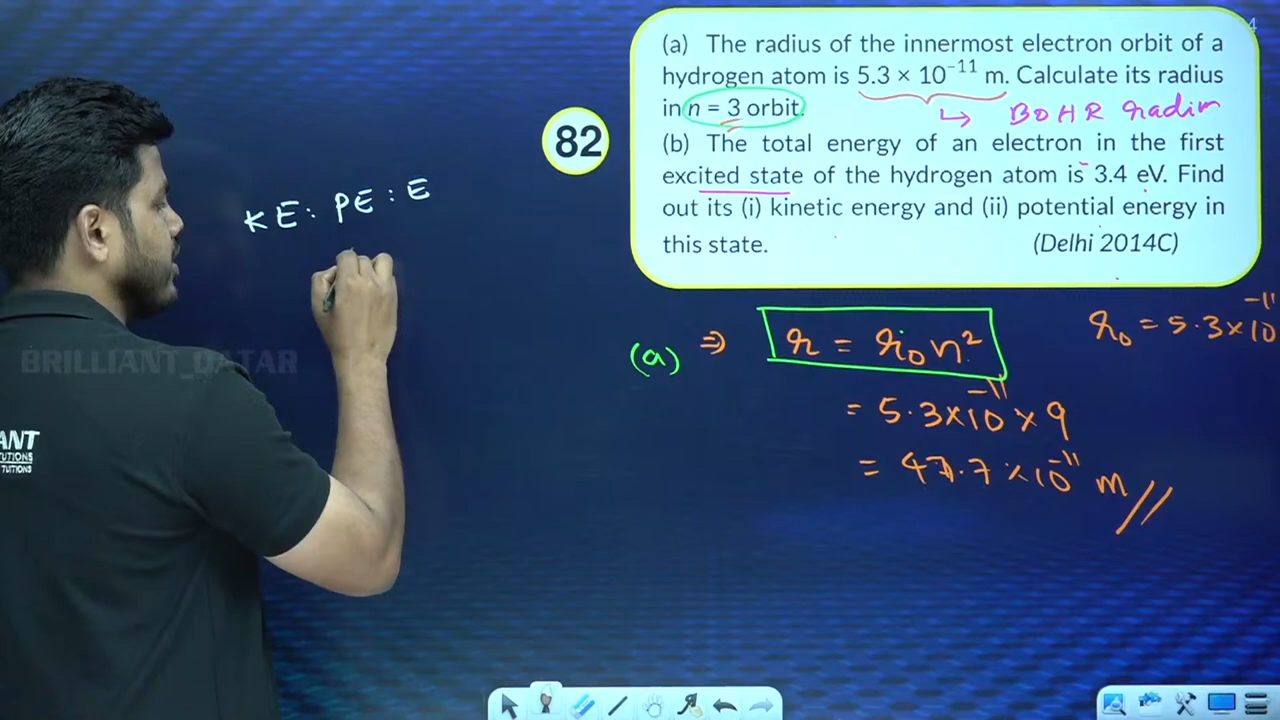 (a) The radius of the innermost electron orbit of a
hydrogen atom is 5.3 × 10⁻¹¹ m. Calculate its radius
in n = 3 orbit.
↳ BOHR radius
82
(b) The total energy of an electron in the first
excited state of the hydrogen atom is - 3.4 eV. Find
out its (i) kinetic energy and (ii) potential energy in
this state. (Delhi 2014C)
KE : PE : E
(a) ⇒ r = r₀n²
r₀ = 5.3×10⁻¹¹
= 5.3×10⁻¹¹ × 9
= 47.7 × 10⁻¹¹ m //
BRILLIANT_QATAR
ANT
TUTIONS
TUITIONS
4